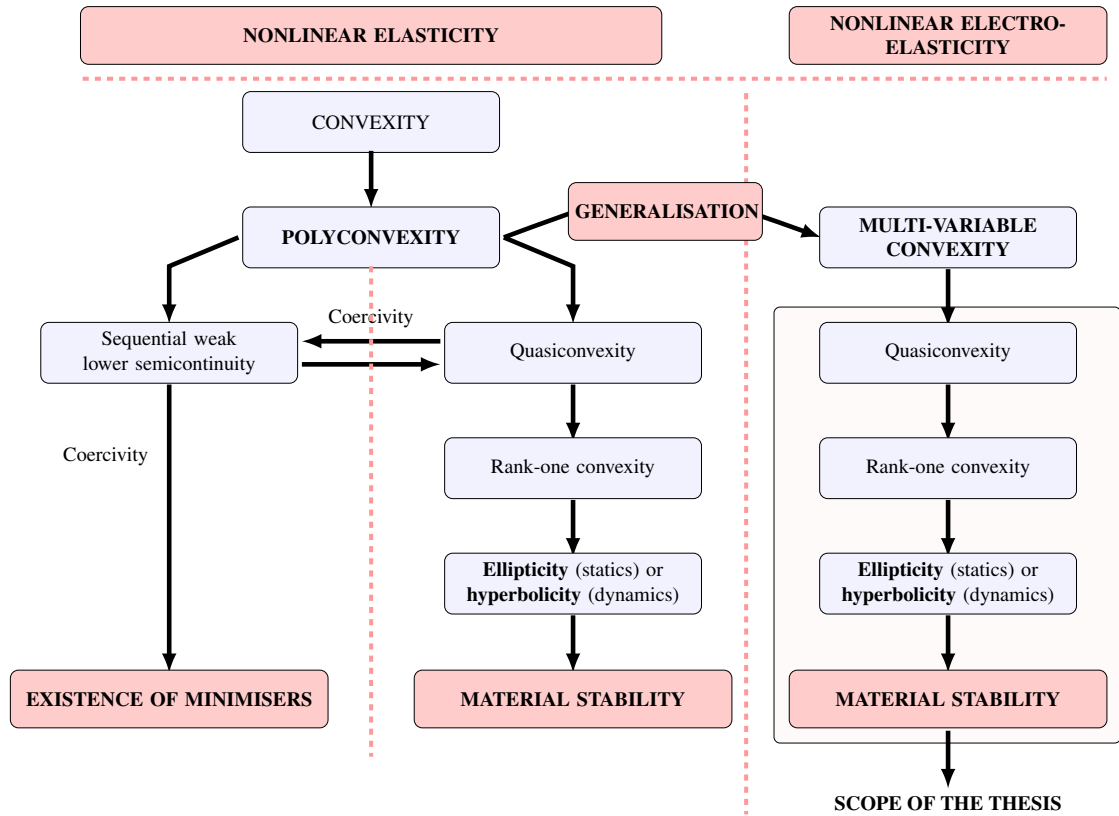 NONLINEAR ELASTICITY
NONLINEAR ELECTRO-
ELASTICITY
CONVEXITY
GENERALISATION
POLYCONVEXITY
MULTI-VARIABLE
CONVEXITY
Coercivity
Sequential weak
lower semicontinuity
Quasiconvexity
Quasiconvexity
Coercivity
Rank-one convexity
Rank-one convexity
Ellipticity (statics) or
hyperbolicity (dynamics)
Ellipticity (statics) or
hyperbolicity (dynamics)
EXISTENCE OF MINIMISERS
MATERIAL STABILITY
MATERIAL STABILITY
SCOPE OF THE THESIS